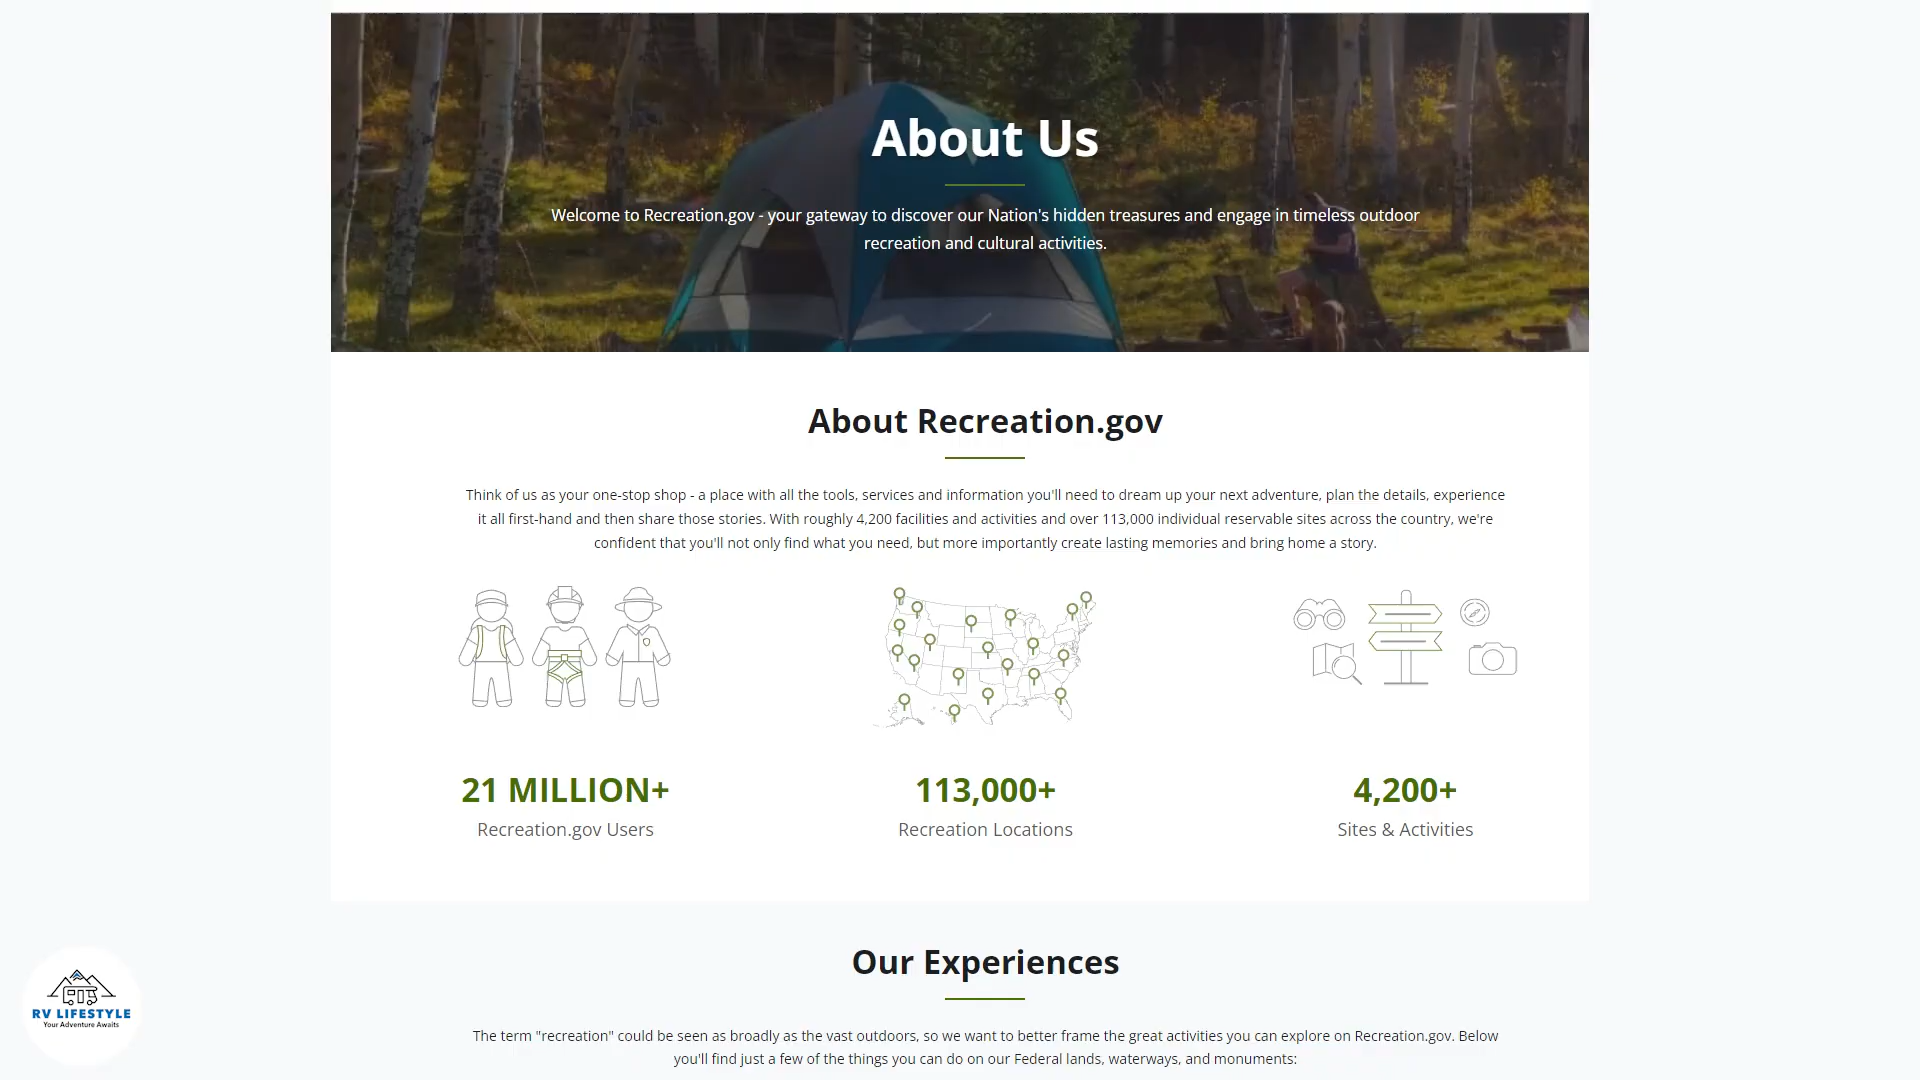 About Us
Welcome to Recreation.gov - your gateway to discover our Nation's hidden treasures and engage in timeless outdoor
recreation and cultural activities.
About Recreation.gov
Think of us as your one-stop shop - a place with all the tools, services and information you'll need to dream up your next adventure, plan the details, experience
it all first-hand and then share those stories. With roughly 4,200 facilities and activities and over 113,000 individual reservable sites across the country, we're
confident that you'll not only find what you need, but more importantly create lasting memories and bring home a story.
21 MILLION+
Recreation.gov Users
113,000+
Recreation Locations
4,200+
Sites & Activities
Our Experiences
The term "recreation" could be seen as broadly as the vast outdoors, so we want to better frame the great activities you can explore on Recreation.gov. Below
you'll find just a few of the things you can do on our Federal lands, waterways, and monuments:
RV LIFESTYLE
Your Adventure Awaits